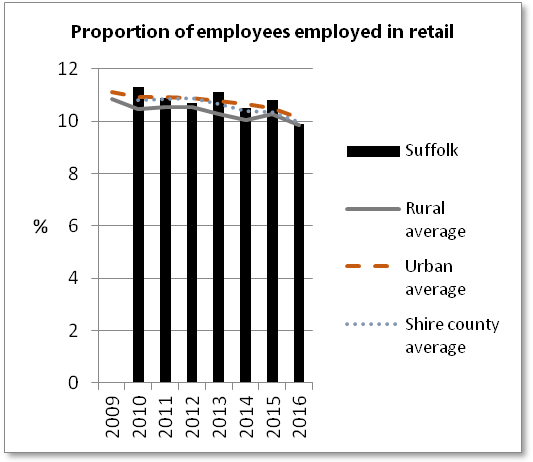 Proportion of employees employed in retail
12
10
8
6
4
2
0
%
2009
2010
2011
2012
2013
2014
2015
2016
Suffolk
Rural
average
Urban
average
Shire county
average